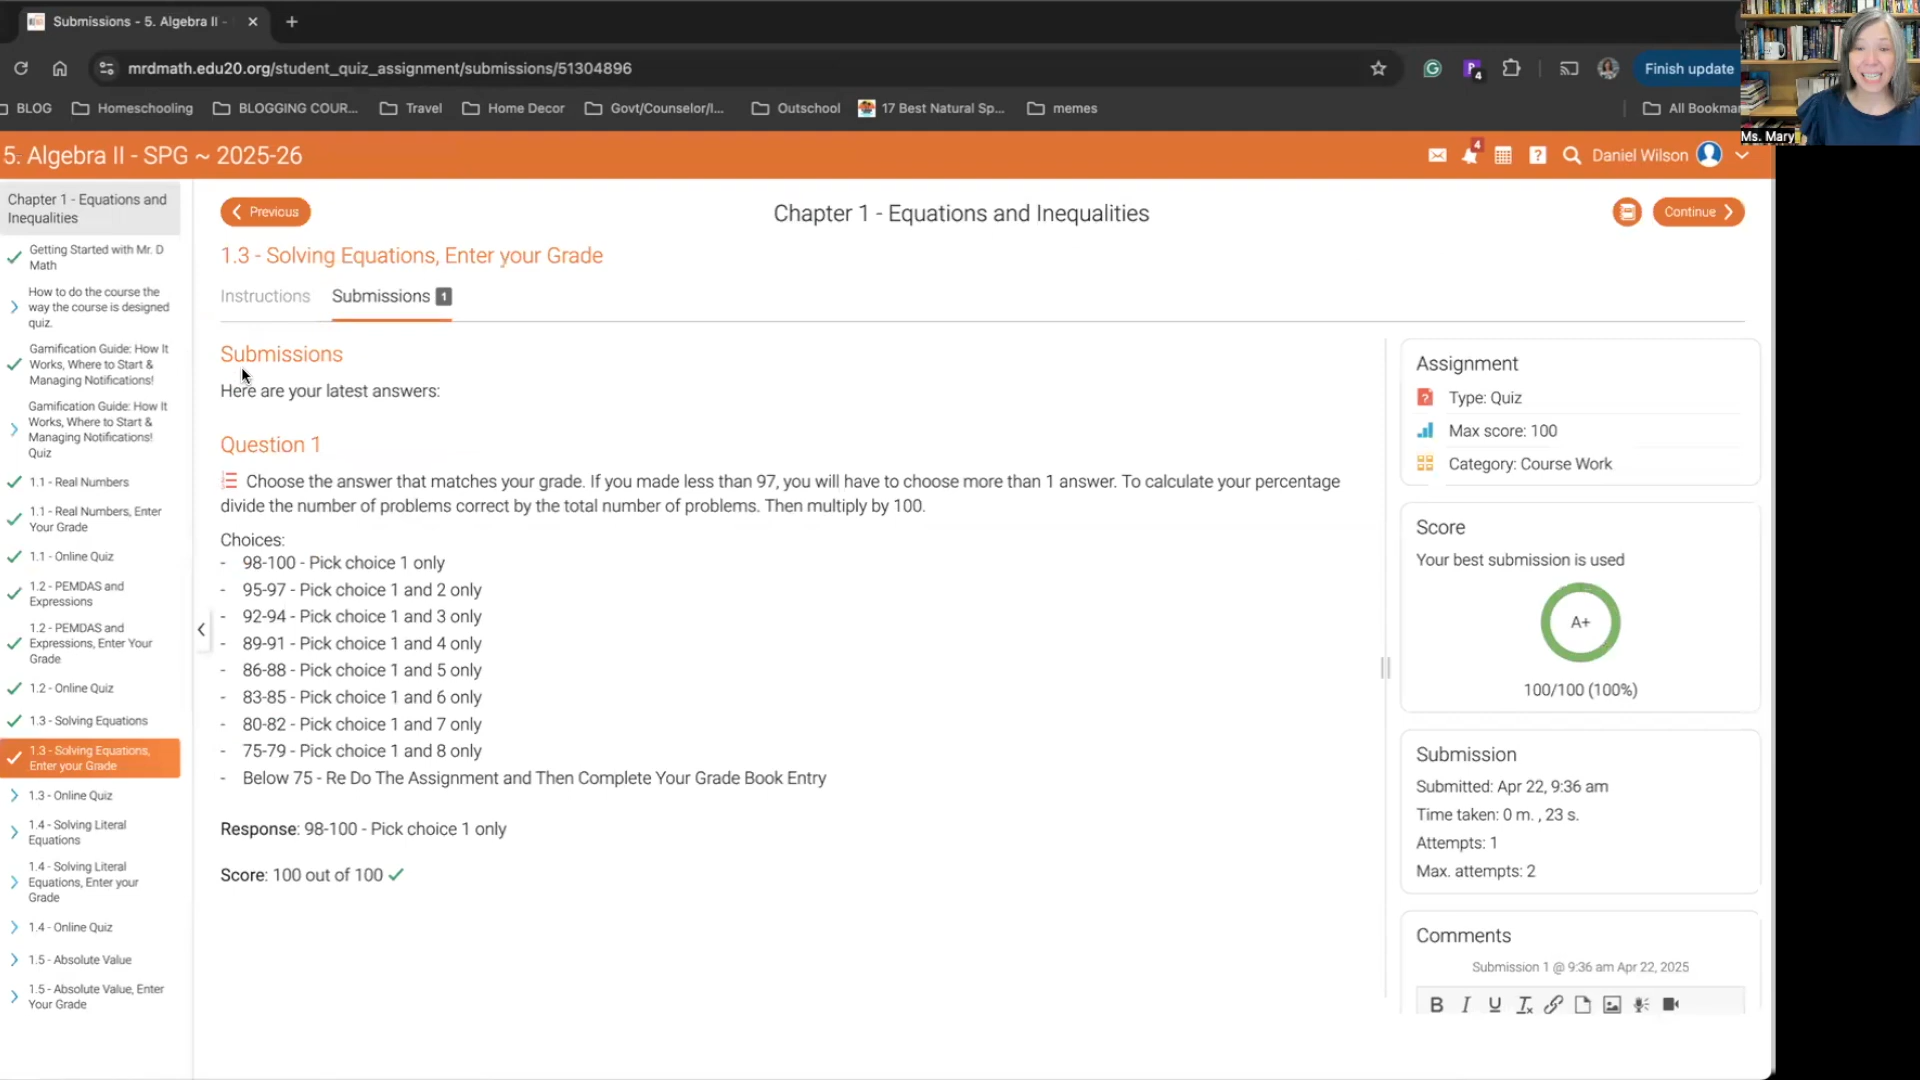 Submissions - 5. Algebra II -
mrdmath.edu20.org/student_quiz_assignment/submissions/51304896
Finish update
4
BLOG
Homeschooling
BLOGGING COUR...
Travel
Home Decor
Govt/Counselor/I...
Outschool
17 Best Natural Sp...
memes
All Bookma
Ms. Mary
5. Algebra II - SPG ~ 2025-26
4
Daniel Wilson
Chapter 1 - Equations and
Inequalities
Getting Started with Mr. D
Math
How to do the course the
way the course is designed
quiz.
Gamification Guide: How It
Works, Where to Start &
Managing Notifications!
Gamification Guide: How It
Works, Where to Start &
Managing Notifications!
Quiz
1.1 - Real Numbers
1.1 - Real Numbers, Enter
Your Grade
1.1 - Online Quiz
1.2 - PEMDAS and
Expressions
1.2 - PEMDAS and
Expressions, Enter Your
Grade
1.2 - Online Quiz
1.3 - Solving Equations
1.3 - Solving Equations,
Enter your Grade
1.3 - Online Quiz
1.4 - Solving Literal
Equations
1.4 - Solving Literal
Equations, Enter your
Grade
1.4 - Online Quiz
1.5 - Absolute Value
1.5 - Absolute Value, Enter
Your Grade
Previous
Chapter 1 - Equations and Inequalities
Continue
1.3 - Solving Equations, Enter your Grade
Instructions
Submissions 1
Submissions
Here are your latest answers:
Question 1
Choose the answer that matches your grade. If you made less than 97, you will have to choose more than 1 answer. To calculate your percentage
divide the number of problems correct by the total number of problems. Then multiply by 100.
Choices:
- 98-100 - Pick choice 1 only
- 95-97 - Pick choice 1 and 2 only
- 92-94 - Pick choice 1 and 3 only
- 89-91 - Pick choice 1 and 4 only
- 86-88 - Pick choice 1 and 5 only
- 83-85 - Pick choice 1 and 6 only
- 80-82 - Pick choice 1 and 7 only
- 75-79 - Pick choice 1 and 8 only
- Below 75 - Re Do The Assignment and Then Complete Your Grade Book Entry
Response: 98-100 - Pick choice 1 only
Score: 100 out of 100
Assignment
Type: Quiz
Max score: 100
Category: Course Work
Score
Your best submission is used
A+
100/100 (100%)
Submission
Submitted: Apr 22, 9:36 am
Time taken: 0 m. , 23 s.
Attempts: 1
Max. attempts: 2
Comments
Submission 1 @ 9:36 am Apr 22, 2025
B I U Tx